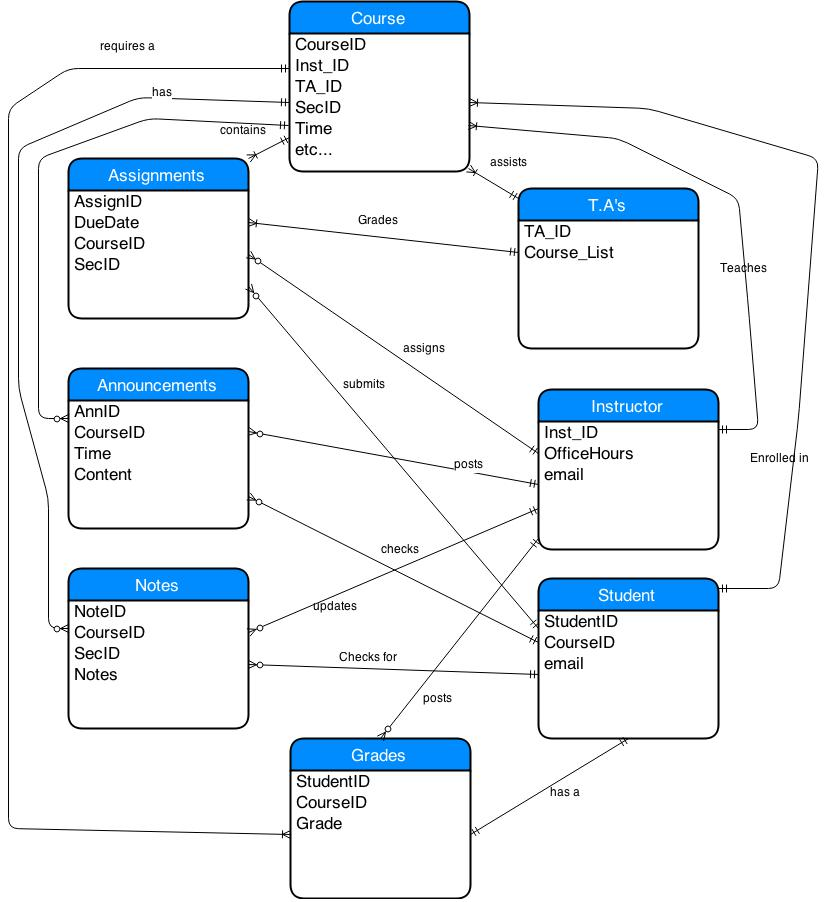 Course
CourseID
Inst_ID
TA_ID
SecID
Time
etc...
requires a
has
contains
assists
Assignments
AssignID
DueDate
CourseID
SecID
T.A's
TA_ID
Course_List
Grades
Teaches
assigns
submits
Announcements
AnnID
CourseID
Time
Content
Instructor
Inst_ID
OfficeHours
email
posts
Enrolled in
checks
Notes
NoteID
CourseID
SecID
Notes
updates
Student
StudentID
CourseID
email
Checks for
posts
Grades
StudentID
CourseID
Grade
has a